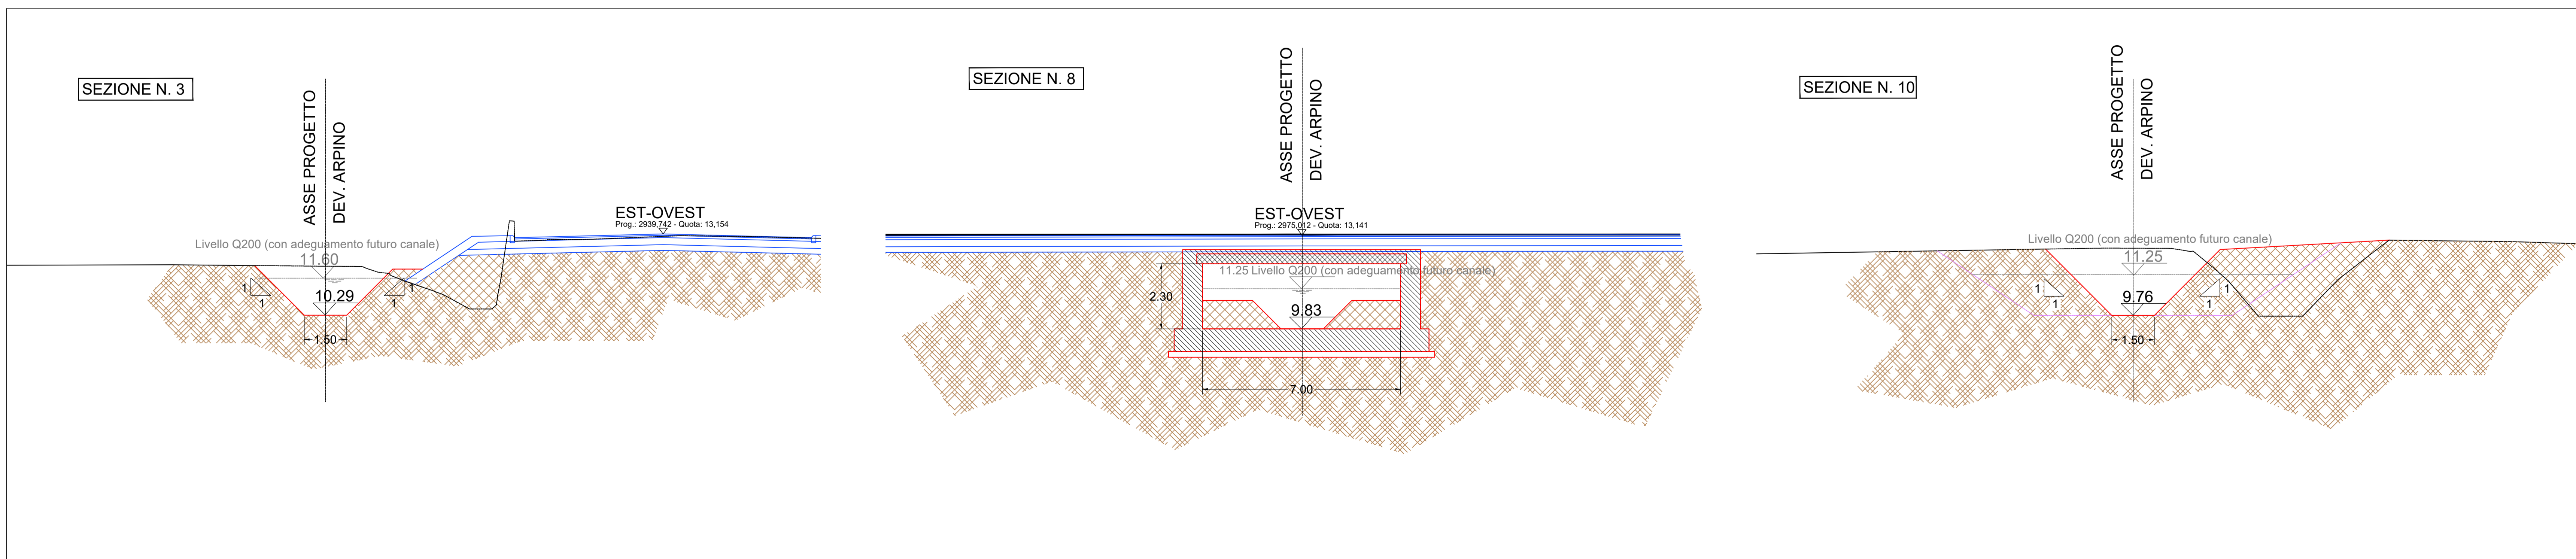 SEZIONE N. 3
ASSE PROGETTO
DEV. ARPINO
EST-OVEST
Prog.: 2939,742 - Quota: 13,154
Livello Q200 (con adeguamento futuro canale)
11.60
10.29
1
1
1
1
1.50
SEZIONE N. 8
ASSE PROGETTO
DEV. ARPINO
EST-OVEST
Prog.: 2975,012 - Quota: 13,141
11.25 Livello Q200 (con adeguamento futuro canale)
2.30
9.83
7.00
SEZIONE N. 10
ASSE PROGETTO
DEV. ARPINO
Livello Q200 (con adeguamento futuro canale)
11.25
9.76
1
1
1
1
1.50